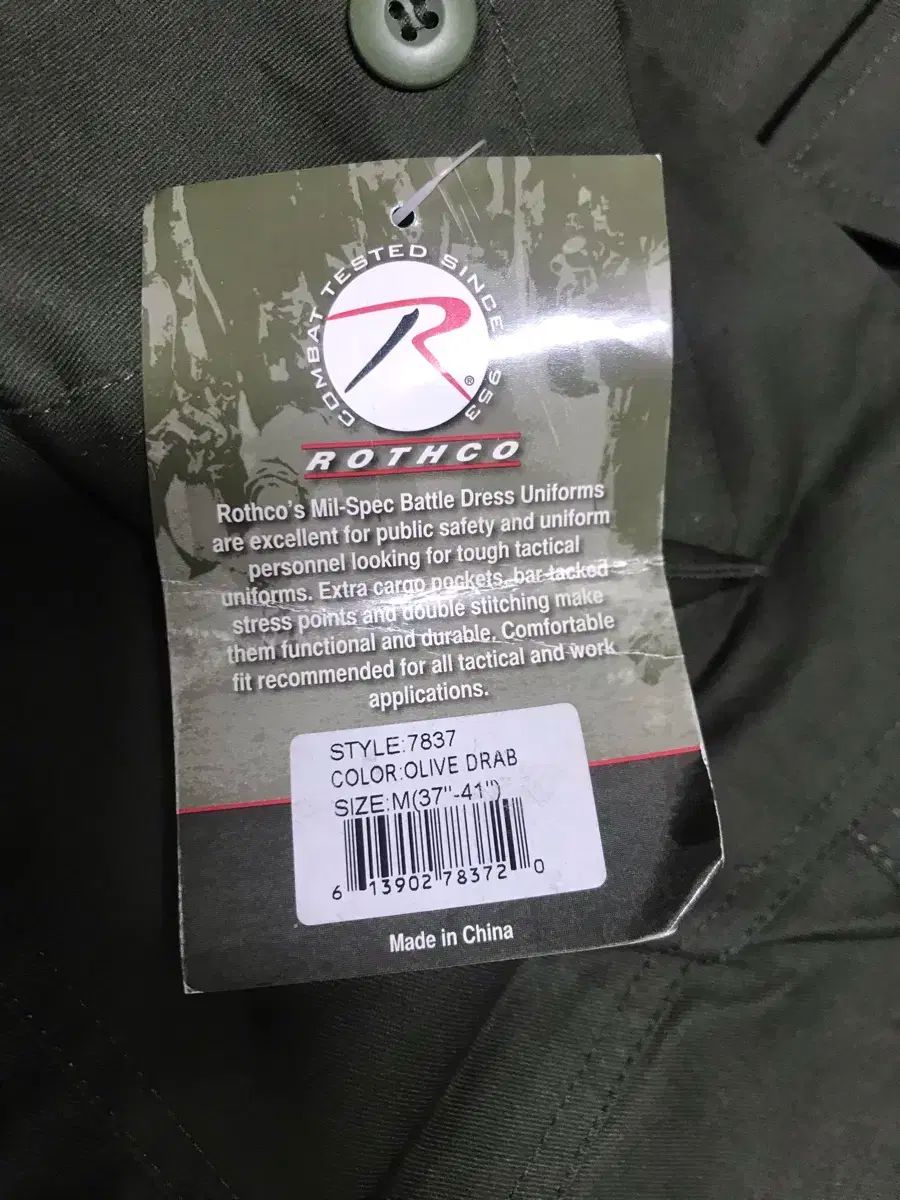 COMBAT TESTED SINCE 1953
R
®
ROTHCO
Rothco's Mil-Spec Battle Dress Uniforms
are excellent for public safety and uniform
personnel looking for tough tactical
uniforms. Extra cargo pockets, bar-tacked
stress points and double stitching make
them functional and durable. Comfortable
fit recommended for all tactical and work
applications.
STYLE:7837
COLOR:OLIVE DRAB
SIZE:M(37"-41")
6 13902 78372 0
Made in China